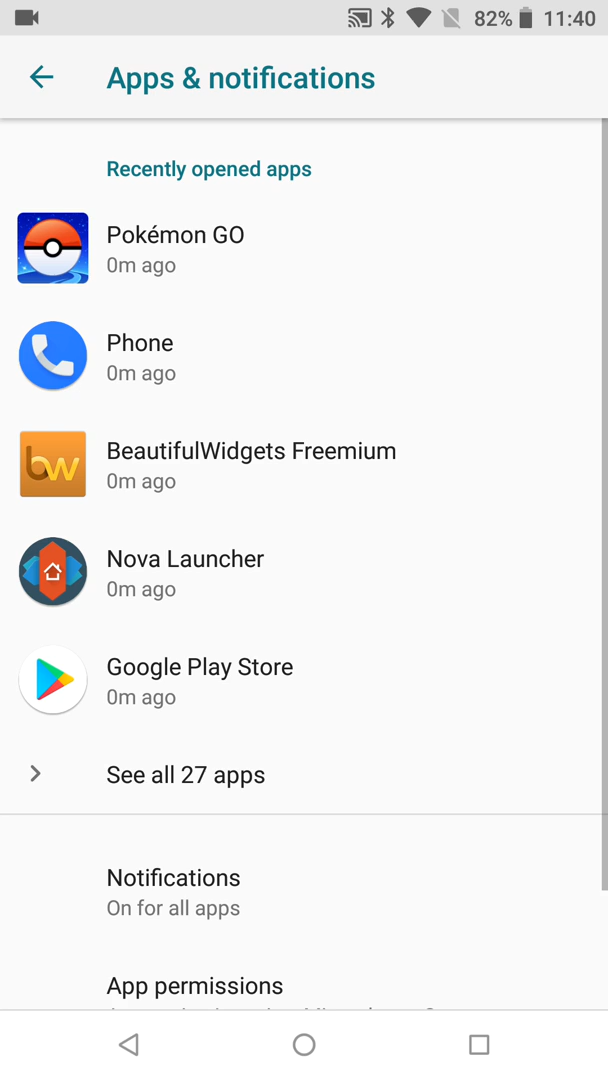 82% 11:40
Apps & notifications
Recently opened apps
Pokémon GO
0m ago
Phone
0m ago
bw
BeautifulWidgets Freemium
0m ago
Nova Launcher
0m ago
Google Play Store
0m ago
See all 27 apps
Notifications
On for all apps
App permissions